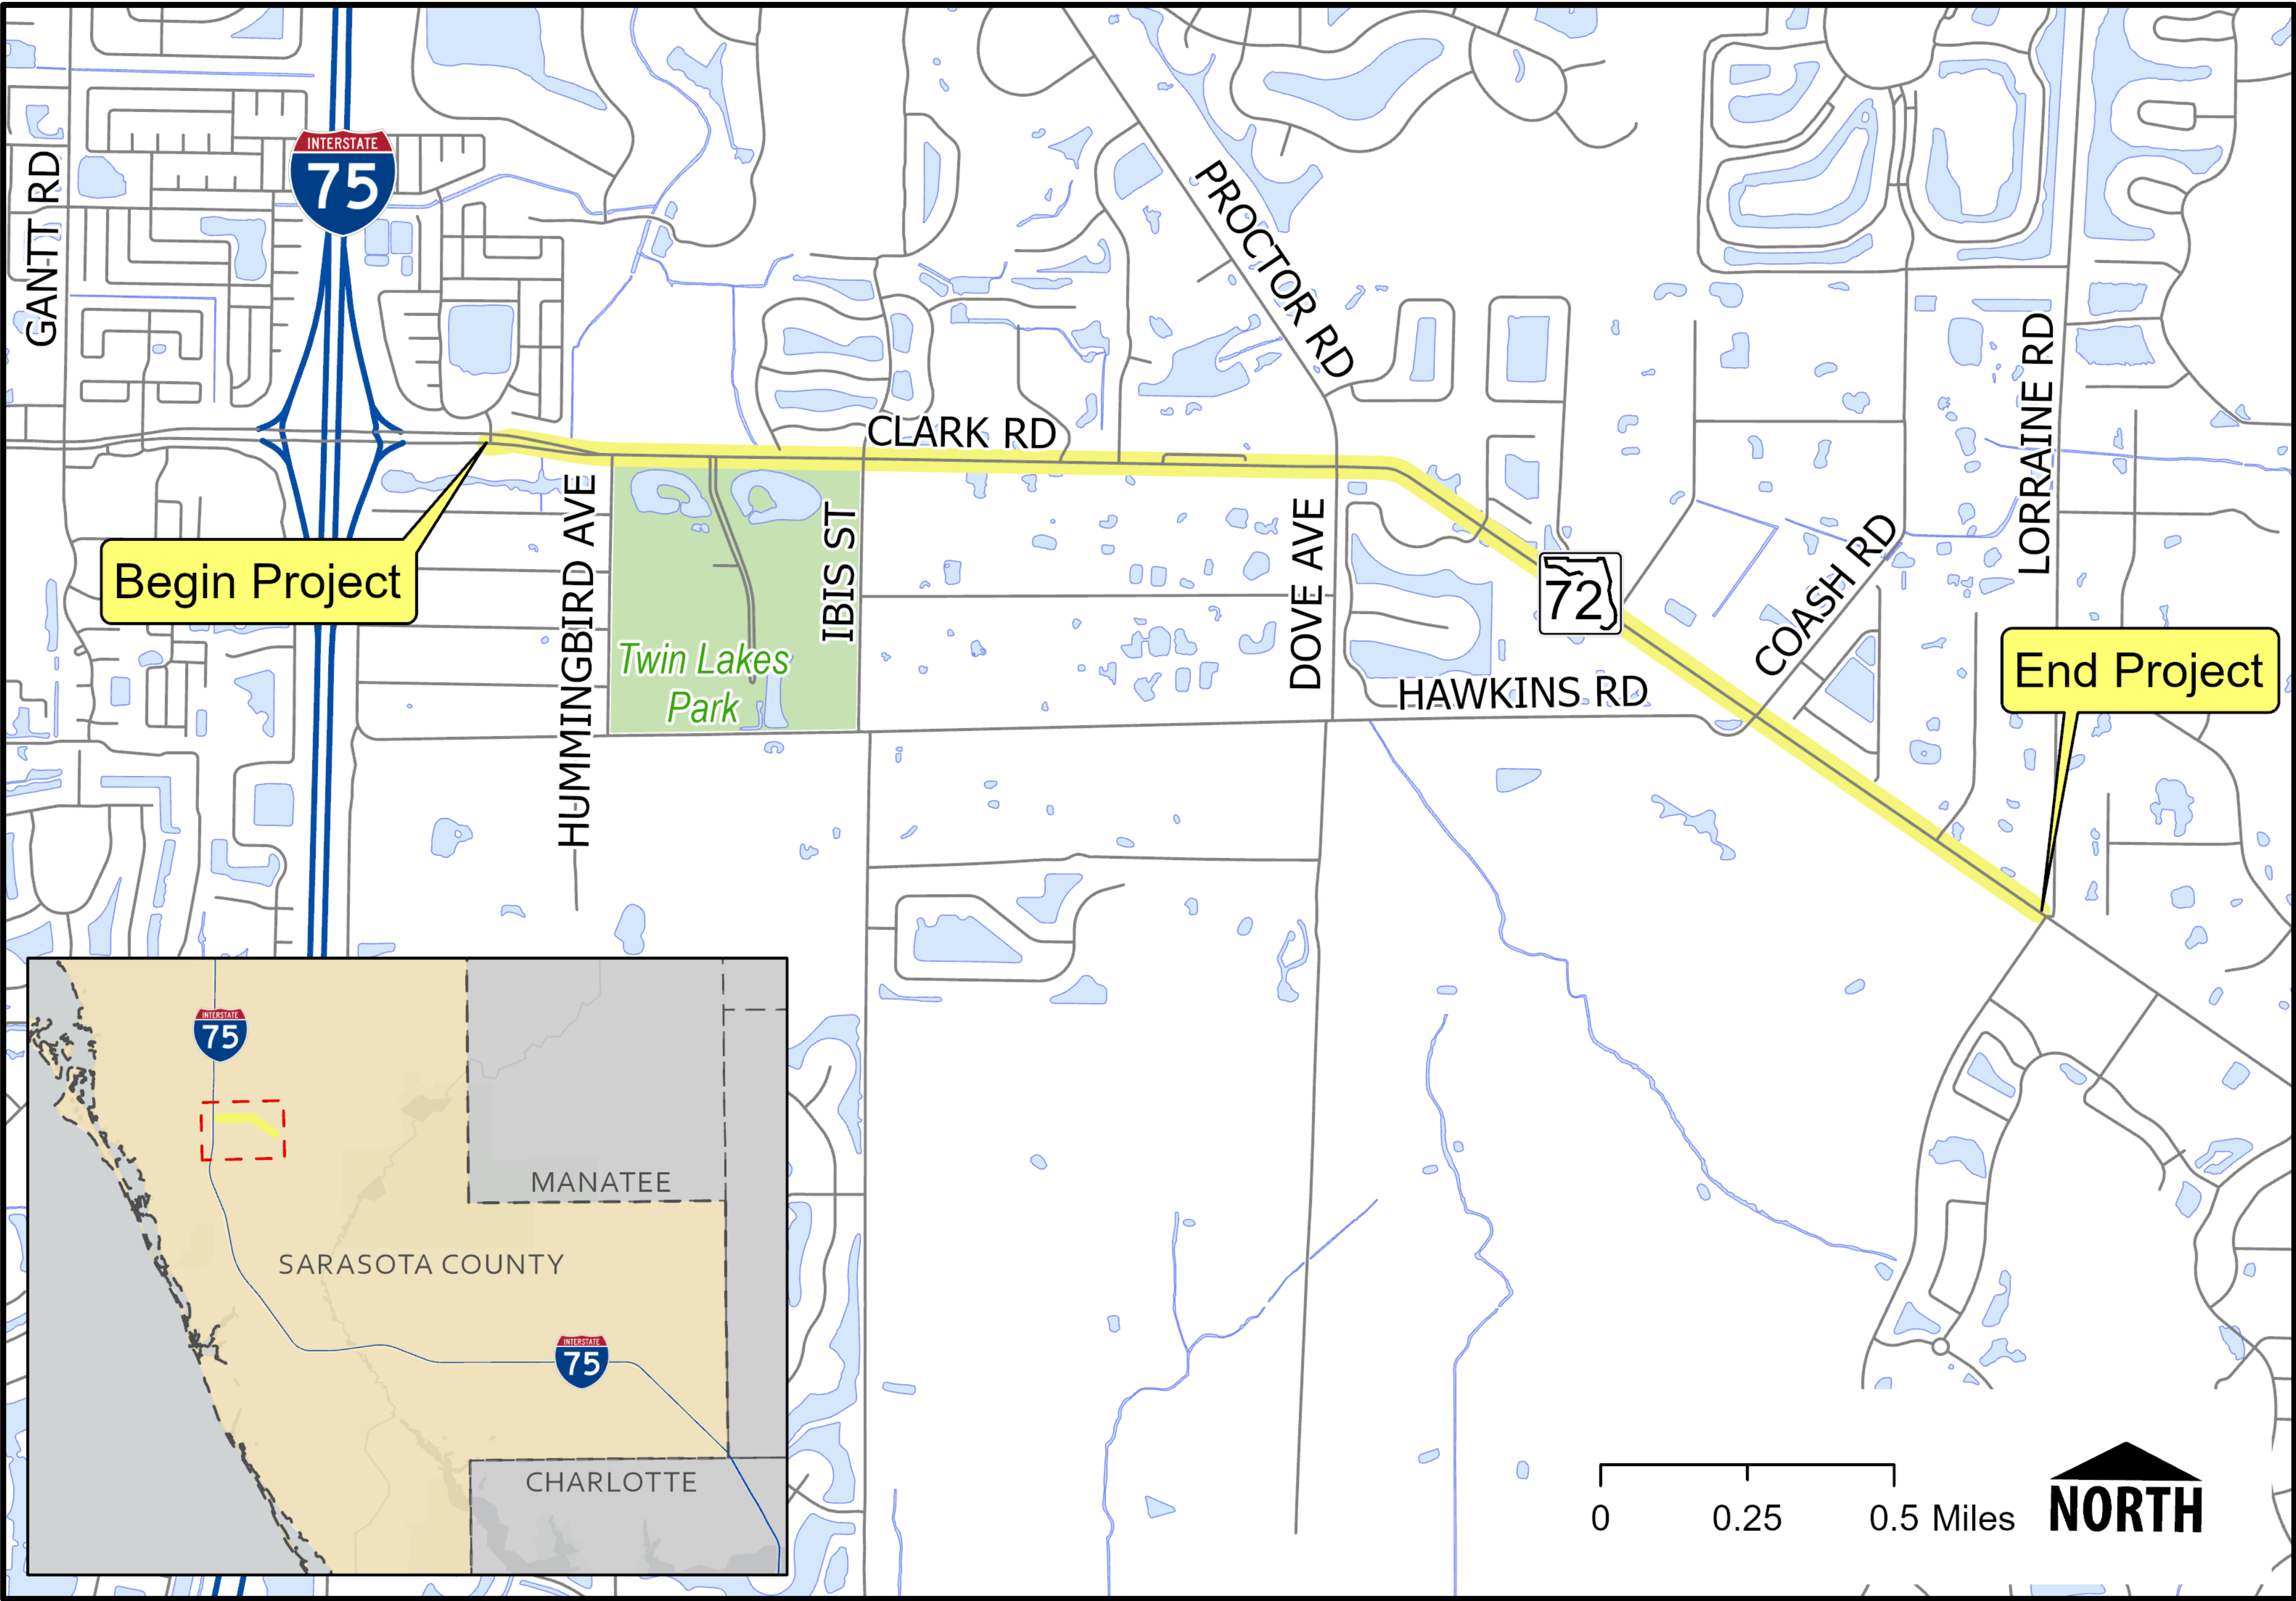 INTERSTATE
75
GANTT RD
PROCTOR RD
LORRAINE RD
CLARK RD
Begin Project
HUMMINGBIRD AVE
IBIS ST
DOVE AVE
72
COASH RD
Twin Lakes
Park
HAWKINS RD
End Project
INTERSTATE
75
MANATEE
SARASOTA COUNTY
INTERSTATE
75
CHARLOTTE
0 0.25 0.5 Miles
NORTH